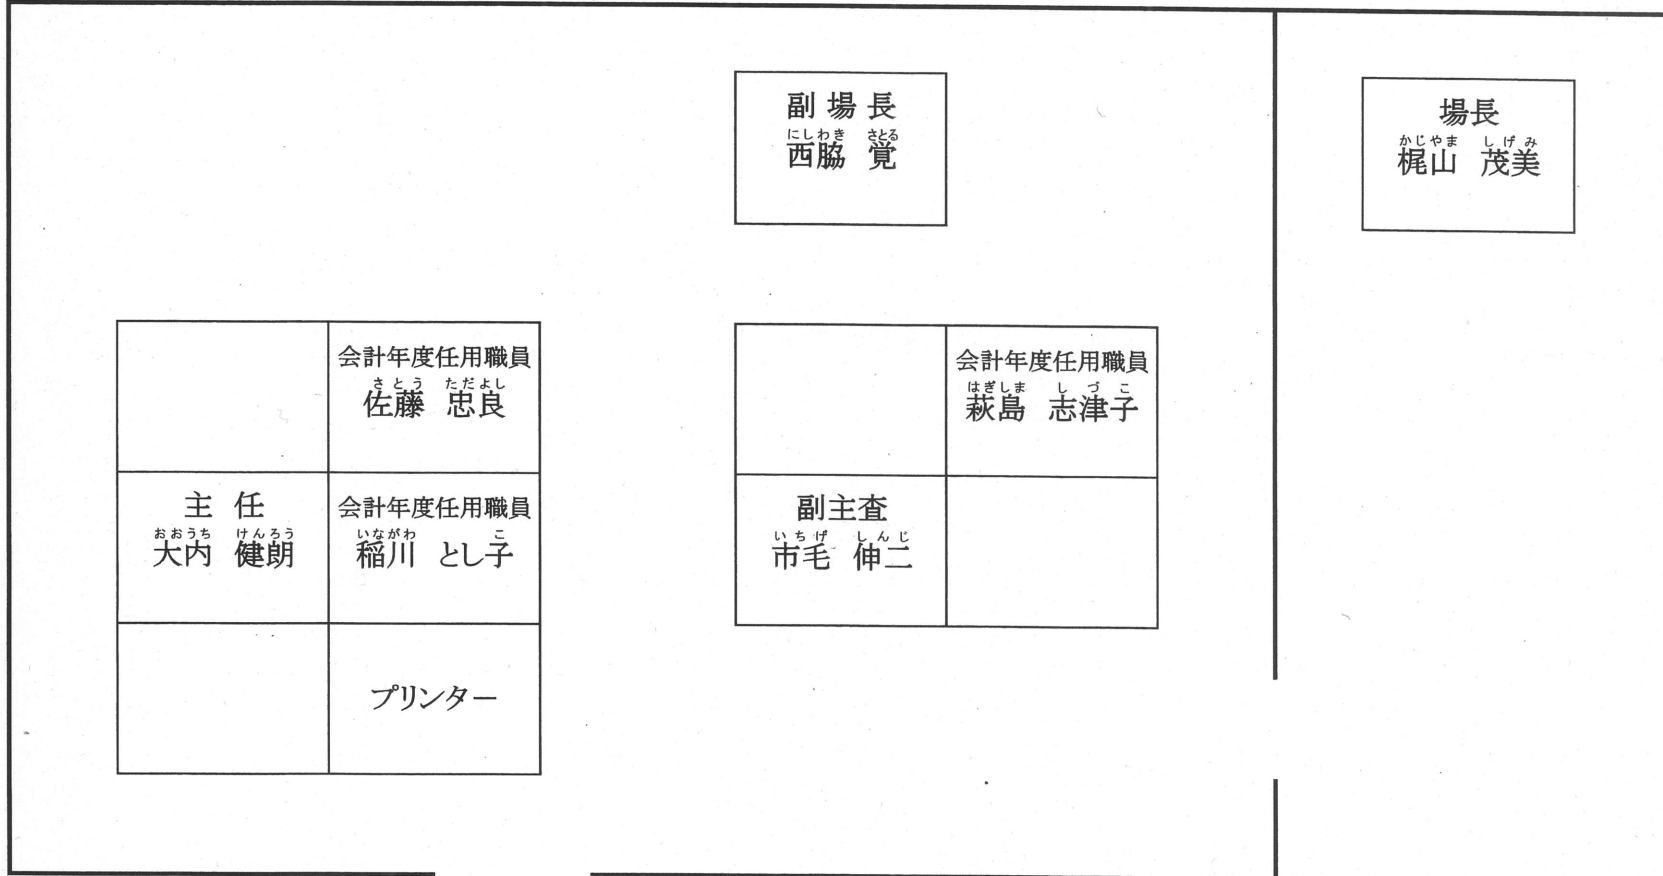 副場長
にしわき さとる
西脇 覚
場長
かじやま しげみ
梶山 茂美
会計年度任用職員
さとう ただよし
佐藤 忠良
主任
おおうち けんろう
大内 健朗
会計年度任用職員
いながわ こ
稲川 とし子
プリンター
会計年度任用職員
はぎしま しづこ
萩島 志津子
副主査
いちげ しんじ
市毛 伸二